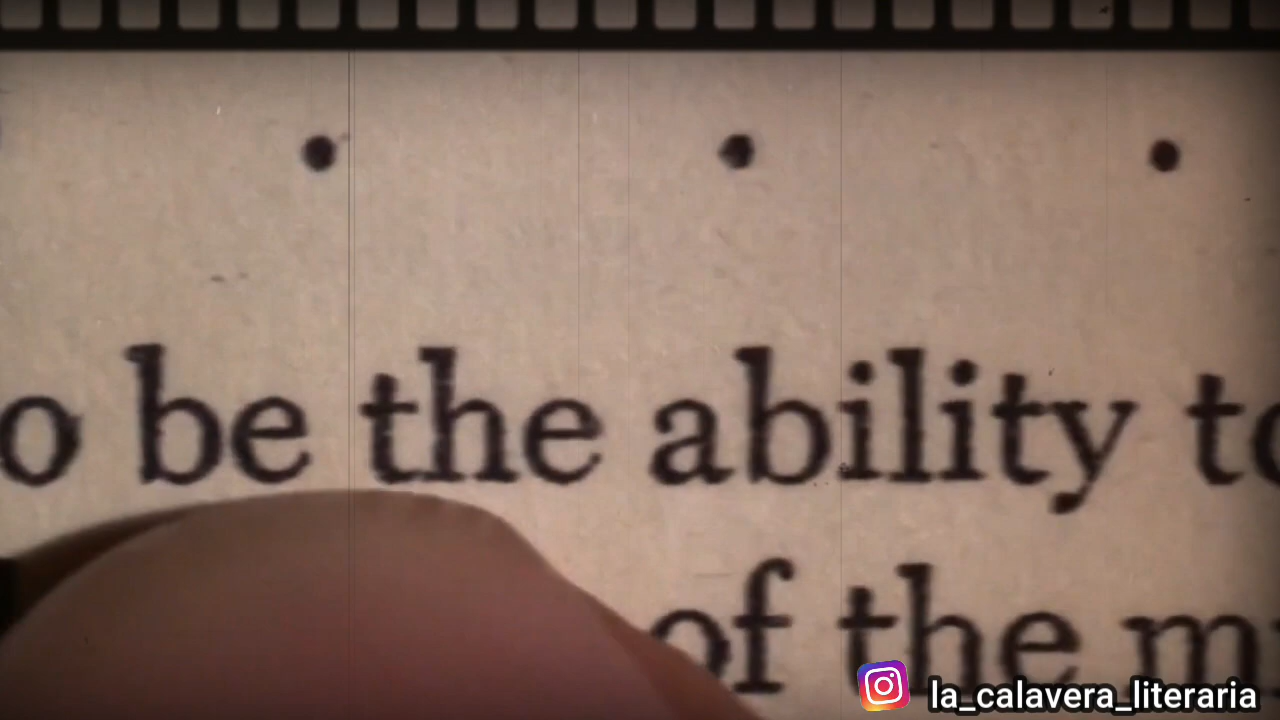 . . .
o be the ability to
of the m
la_calavera_literaria